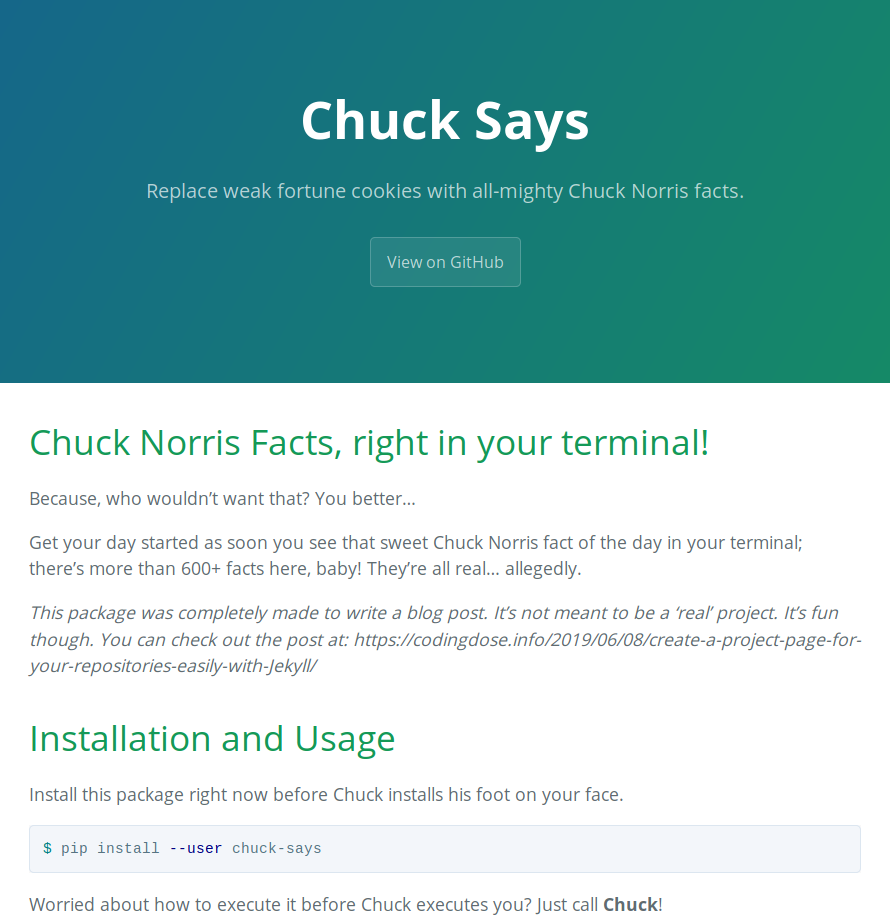 Chuck Says
Replace weak fortune cookies with all-mighty Chuck Norris facts.
View on GitHub
Chuck Norris Facts, right in your terminal!
Because, who wouldn’t want that? You better…
Get your day started as soon you see that sweet Chuck Norris fact of the day in your terminal;
there’s more than 600+ facts here, baby! They’re all real… allegedly.
This package was completely made to write a blog post. It’s not meant to be a ‘real’ project. It’s fun
though. You can check out the post at: https://codingdose.info/2019/06/08/create-a-project-page-for-
your-repositories-easily-with-Jekyll/
Installation and Usage
Install this package right now before Chuck installs his foot on your face.
$ pip install --user chuck-says
Worried about how to execute it before Chuck executes you? Just call Chuck!